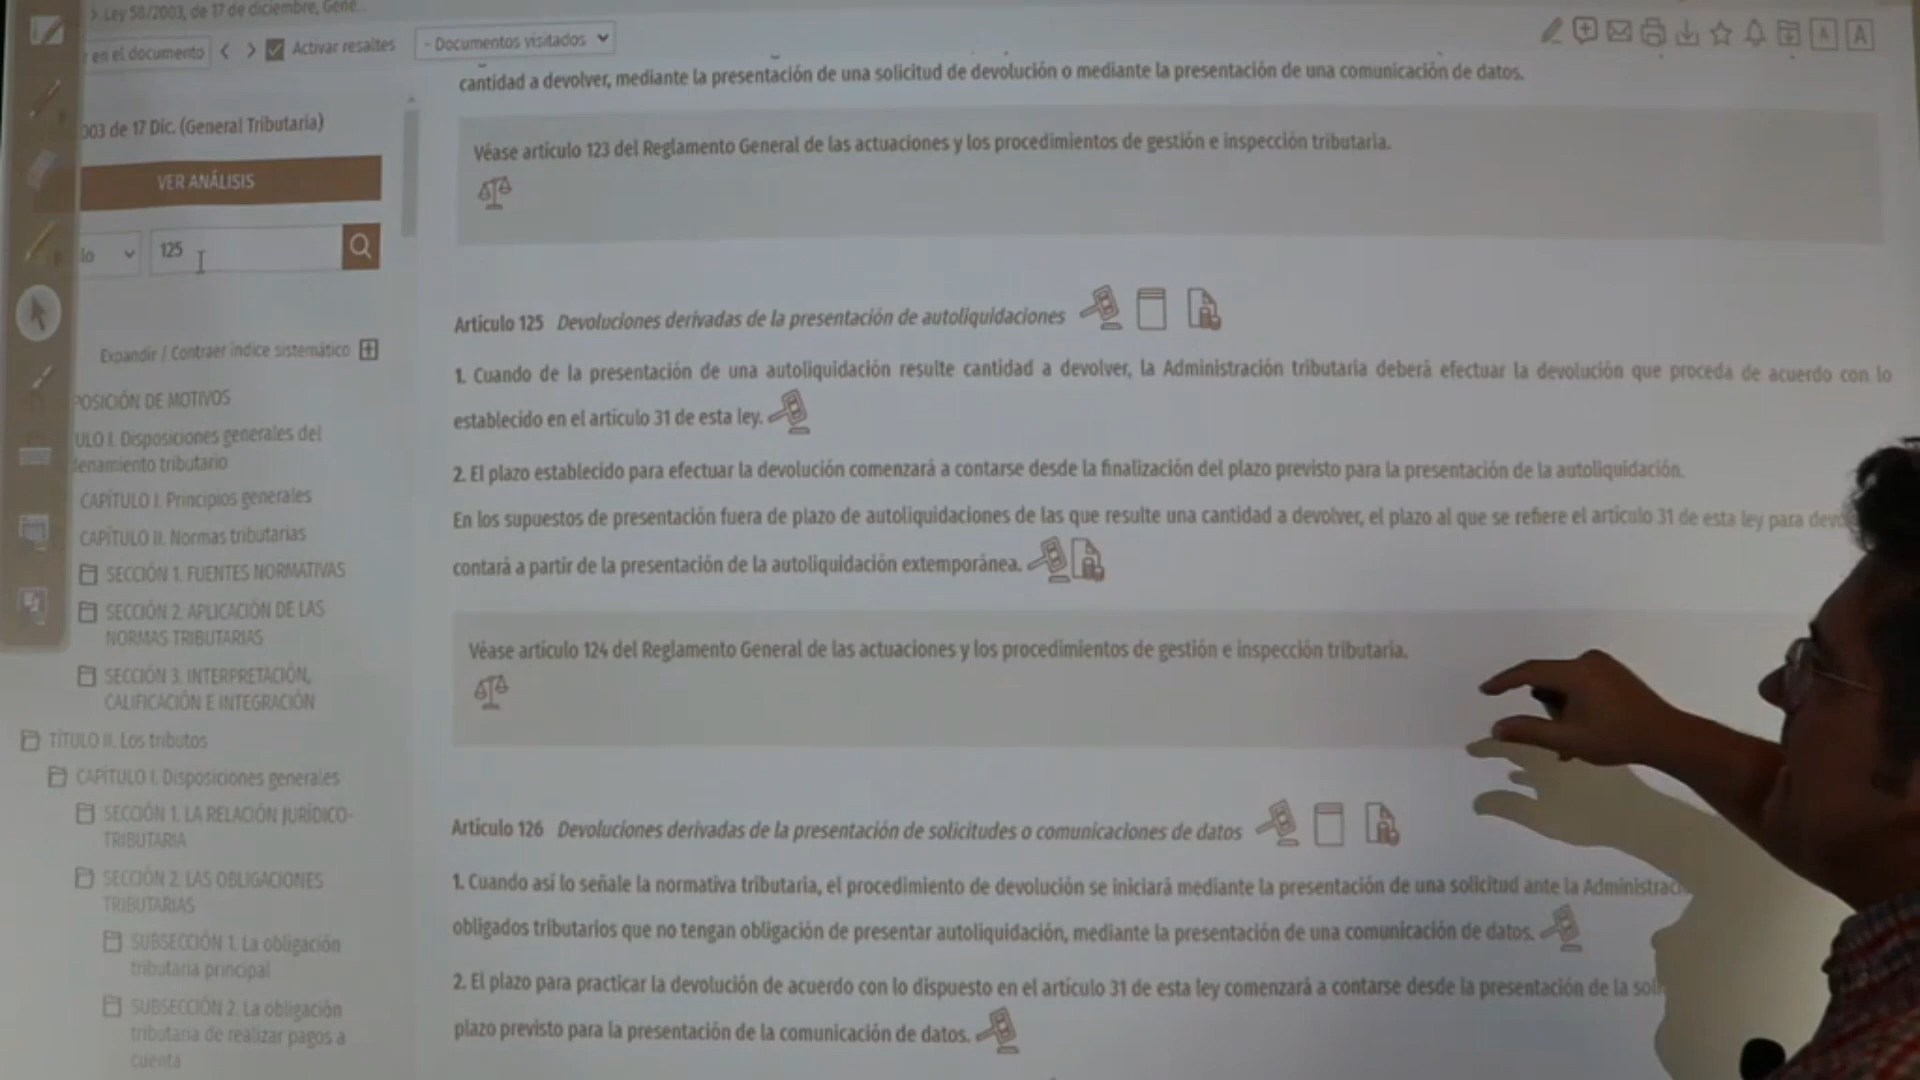 > Ley 58/2003, de 17 de diciembre, Gene...
r en el documento < > Activar resaltes - Documentos visitados
A A
cantidad a devolver, mediante la presentación de una solicitud de devolución o mediante la presentación de una comunicación de datos.
003 de 17 Dic. (General Tributaria)
VER ANÁLISIS
lo 125
Expandir / Contraer índice sistemático
POSICIÓN DE MOTIVOS
ULO I. Disposiciones generales del
denamiento tributario
CAPÍTULO I. Principios generales
CAPÍTULO II. Normas tributarias
SECCIÓN 1. FUENTES NORMATIVAS
SECCIÓN 2. APLICACIÓN DE LAS
NORMAS TRIBUTARIAS
SECCIÓN 3. INTERPRETACIÓN,
CALIFICACIÓN E INTEGRACIÓN
TÍTULO II. Los tributos
CAPÍTULO I. Disposiciones generales
SECCIÓN 1. LA RELACIÓN JURÍDICO-
TRIBUTARIA
SECCIÓN 2. LAS OBLIGACIONES
TRIBUTARIAS
SUBSECCIÓN 1. La obligación
tributaria principal
SUBSECCIÓN 2. La obligación
tributaria de realizar pagos a
cuenta
Véase artículo 123 del Reglamento General de las actuaciones y los procedimientos de gestión e inspección tributaria.
Artículo 125 Devoluciones derivadas de la presentación de autoliquidaciones
1. Cuando de la presentación de una autoliquidación resulte cantidad a devolver, la Administración tributaria deberá efectuar la devolución que proceda de acuerdo con lo
establecido en el artículo 31 de esta ley.
2. El plazo establecido para efectuar la devolución comenzará a contarse desde la finalización del plazo previsto para la presentación de la autoliquidación.
En los supuestos de presentación fuera de plazo de autoliquidaciones de las que resulte una cantidad a devolver, el plazo al que se refiere el artículo 31 de esta ley para devo
contará a partir de la presentación de la autoliquidación extemporánea.
Véase artículo 124 del Reglamento General de las actuaciones y los procedimientos de gestión e inspección tributaria.
Artículo 126 Devoluciones derivadas de la presentación de solicitudes o comunicaciones de datos
1. Cuando así lo señale la normativa tributaria, el procedimiento de devolución se iniciará mediante la presentación de una solicitud ante la Administrac
obligados tributarios que no tengan obligación de presentar autoliquidación, mediante la presentación de una comunicación de datos.
2. El plazo para practicar la devolución de acuerdo con lo dispuesto en el artículo 31 de esta ley comenzará a contarse desde la presentación de la soli
plazo previsto para la presentación de la comunicación de datos.